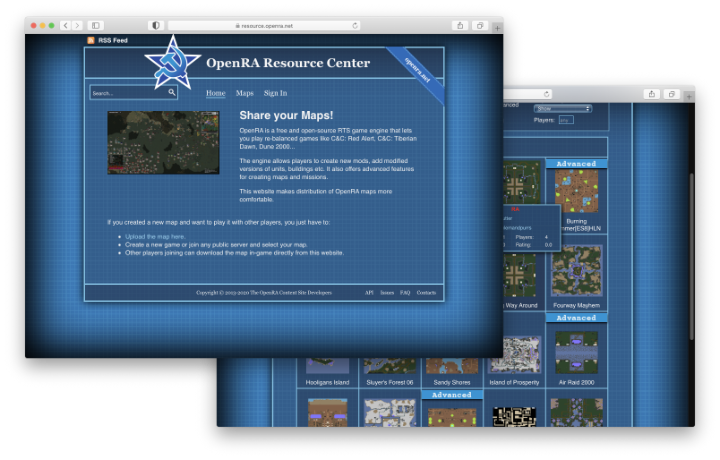 resource.openra.net
RSS Feed
OpenRA Resource Center
openra.net
Search...
Home Maps Sign In
Share your Maps!
OpenRA is a free and open-source RTS game engine that lets
you play re-balanced games like C&C: Red Alert, C&C: Tiberian
Dawn, Dune 2000...
The engine allows players to create new mods, add modified
versions of units, buildings etc. It also offers advanced features
for creating maps and missions.
This website makes distribution of OpenRA maps more
comfortable.
If you created a new map and want to play it with other players, you just have to:
Upload the map here.
Create a new game or join any public server and select your map.
Other players joining can download the map in-game directly from this website.
Copyright © 2013-2020 The OpenRA Content Site Developers
API Issues FAQ Contacts
Show
Players:
Advanced
Burning
Players: 4
Rating 0.0
Way Around
Fourway Mayhem
Advanced
Hooligans Island
Sluyer's Forest 06
Sandy Shores
Island of Prosperity
Air Raid 2000
Advanced